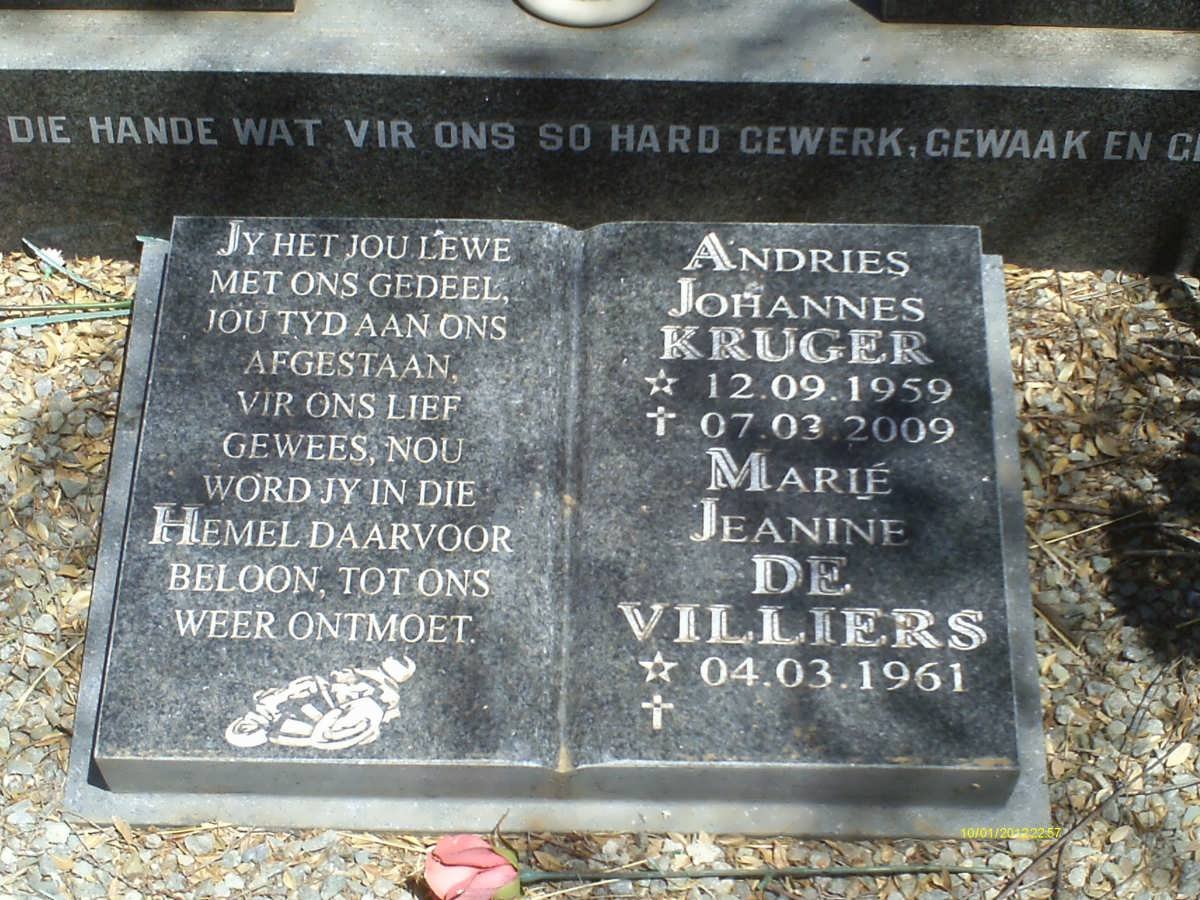 DIE HANDE WAT VIR ONS SO HARD GEWERK, GEWAAK EN
JY HET JOU LEWE
MET ONS GEDEEL,
JOU TYD AAN ONS
AFGESTAAN,
VIR ONS LIEF
GEWEES, NOU
WORD JY IN DIE
HEMEL DAARVOOR
BELOON, TOT ONS
WEER ONTMOET.
ANDRIES
JOHANNES
KRUGER
☆ 12.09.1959
✝ 07.03.2009
MARIÉ
JEANINE
DE
VILLIERS
☆ 04.03.1961
✝
10/01/2012 22:57